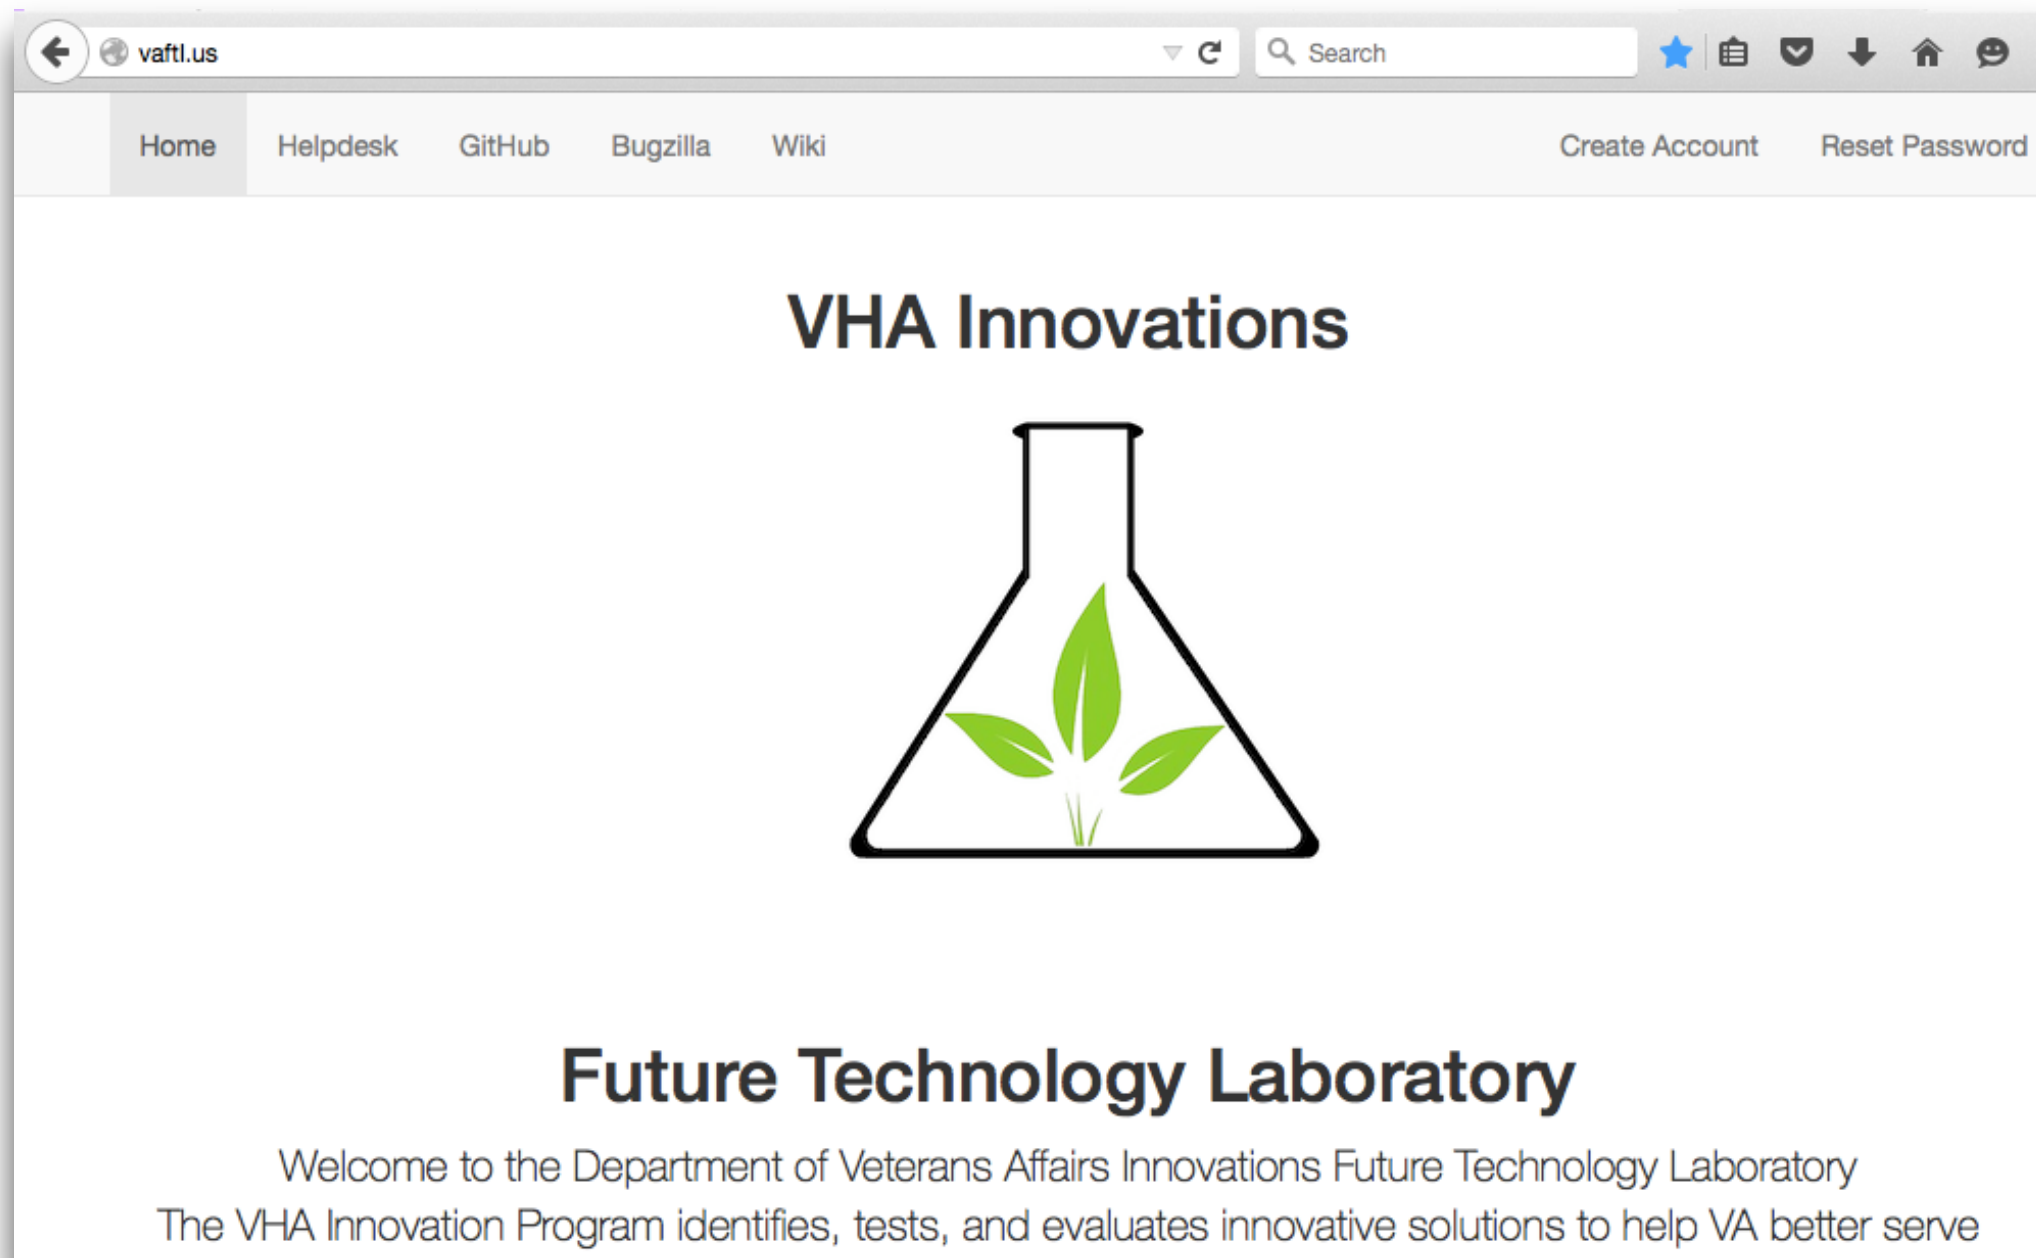 vaftl.us
Search
Home Helpdesk GitHub Bugzilla Wiki Create Account Reset Password
VHA Innovations
Future Technology Laboratory
Welcome to the Department of Veterans Affairs Innovations Future Technology Laboratory
The VHA Innovation Program identifies, tests, and evaluates innovative solutions to help VA better serve